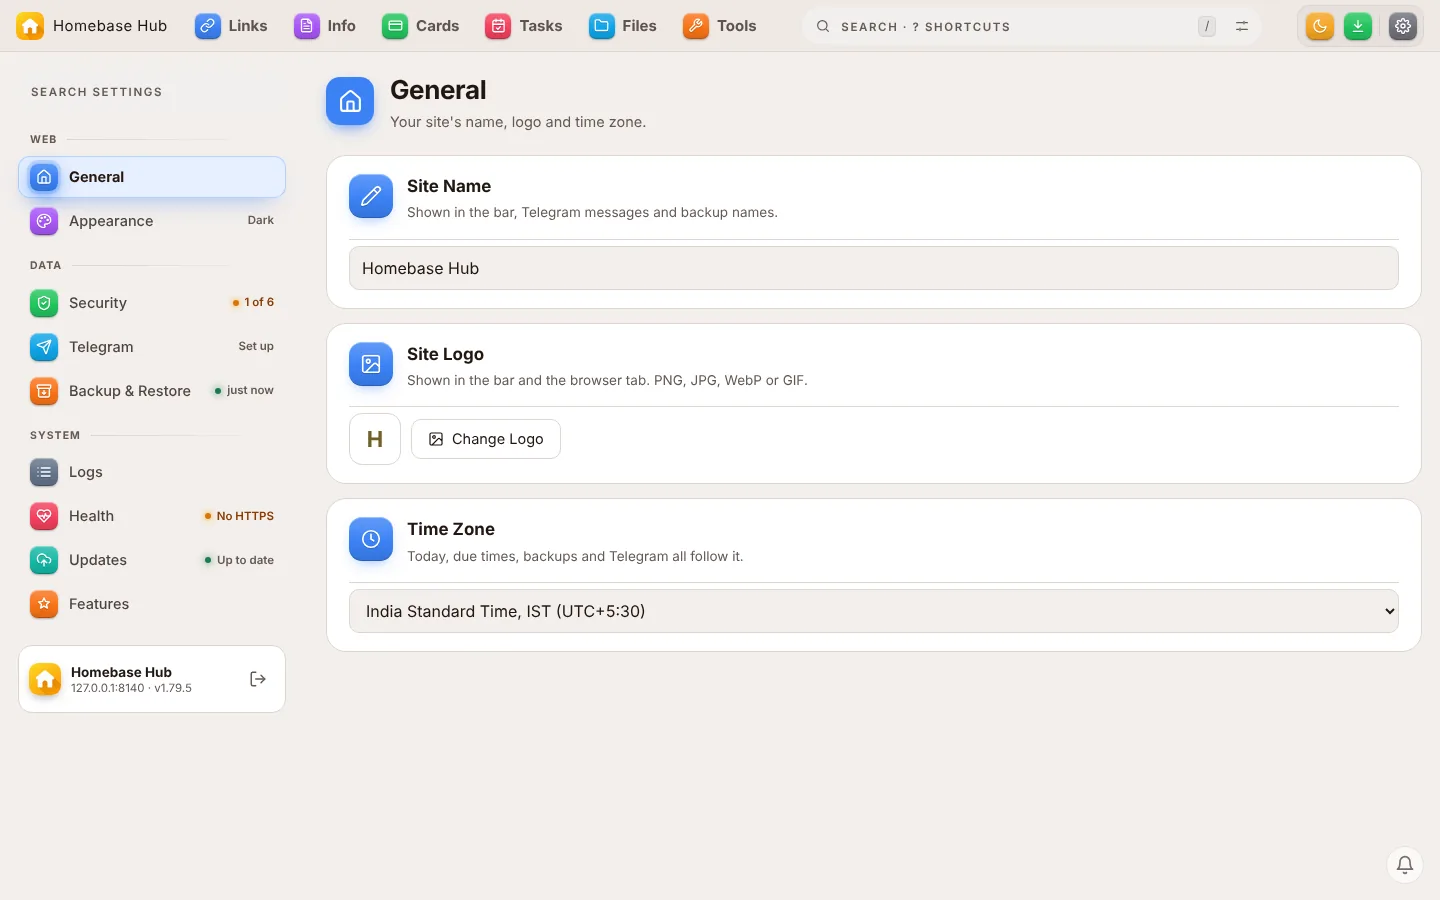 Homebase Hub
Links
Info
Cards
Tasks
Files
Tools
SEARCH · ? SHORTCUTS
/
SEARCH SETTINGS
WEB
General
Appearance
Dark
DATA
Security
1 of 6
Telegram
Set up
Backup & Restore
just now
SYSTEM
Logs
Health
No HTTPS
Updates
Up to date
Features
Homebase Hub
127.0.0.1:8140 · v1.79.5
General
Your site's name, logo and time zone.
Site Name
Shown in the bar, Telegram messages and backup names.
Homebase Hub
Site Logo
Shown in the bar and the browser tab. PNG, JPG, WebP or GIF.
H
Change Logo
Time Zone
Today, due times, backups and Telegram all follow it.
India Standard Time, IST (UTC+5:30)